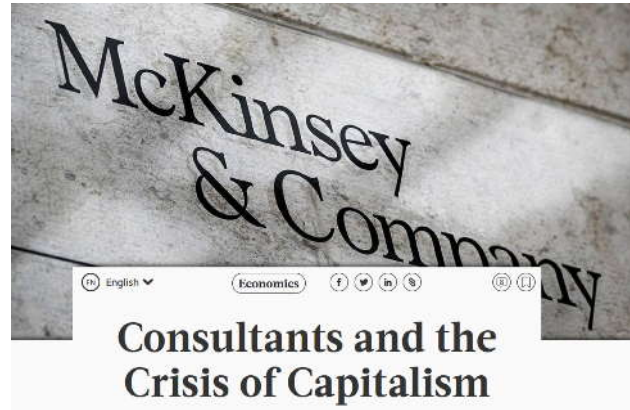 McKinsey
& Company
EN English
Economics
Consultants and the
Crisis of Capitalism